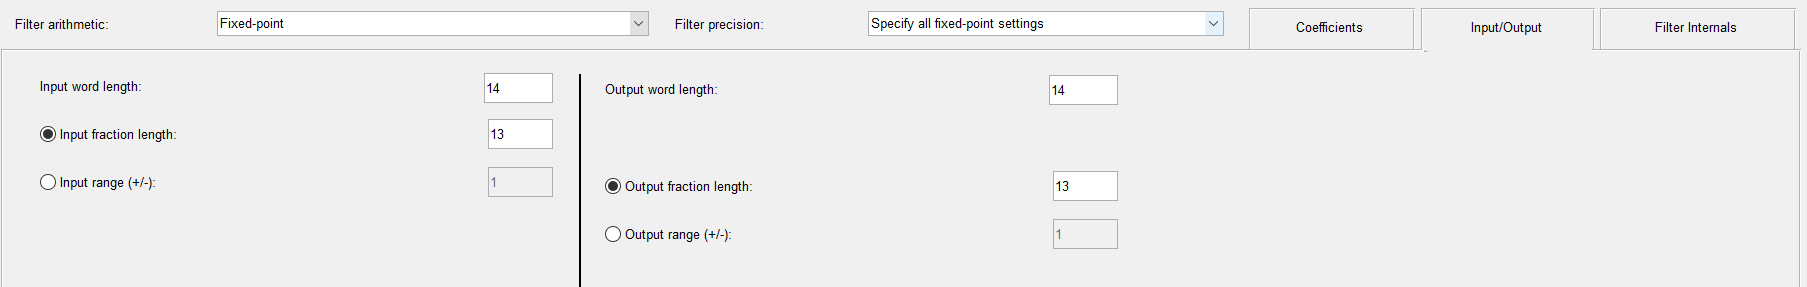 Filter arithmetic: Fixed-point Filter precision: Specify all fixed-point settings Coefficients Input/Output Filter Internals
Input word length: 14
Input fraction length: 13
Input range (+/-): 1
Output word length: 14
Output fraction length: 13
Output range (+/-): 1